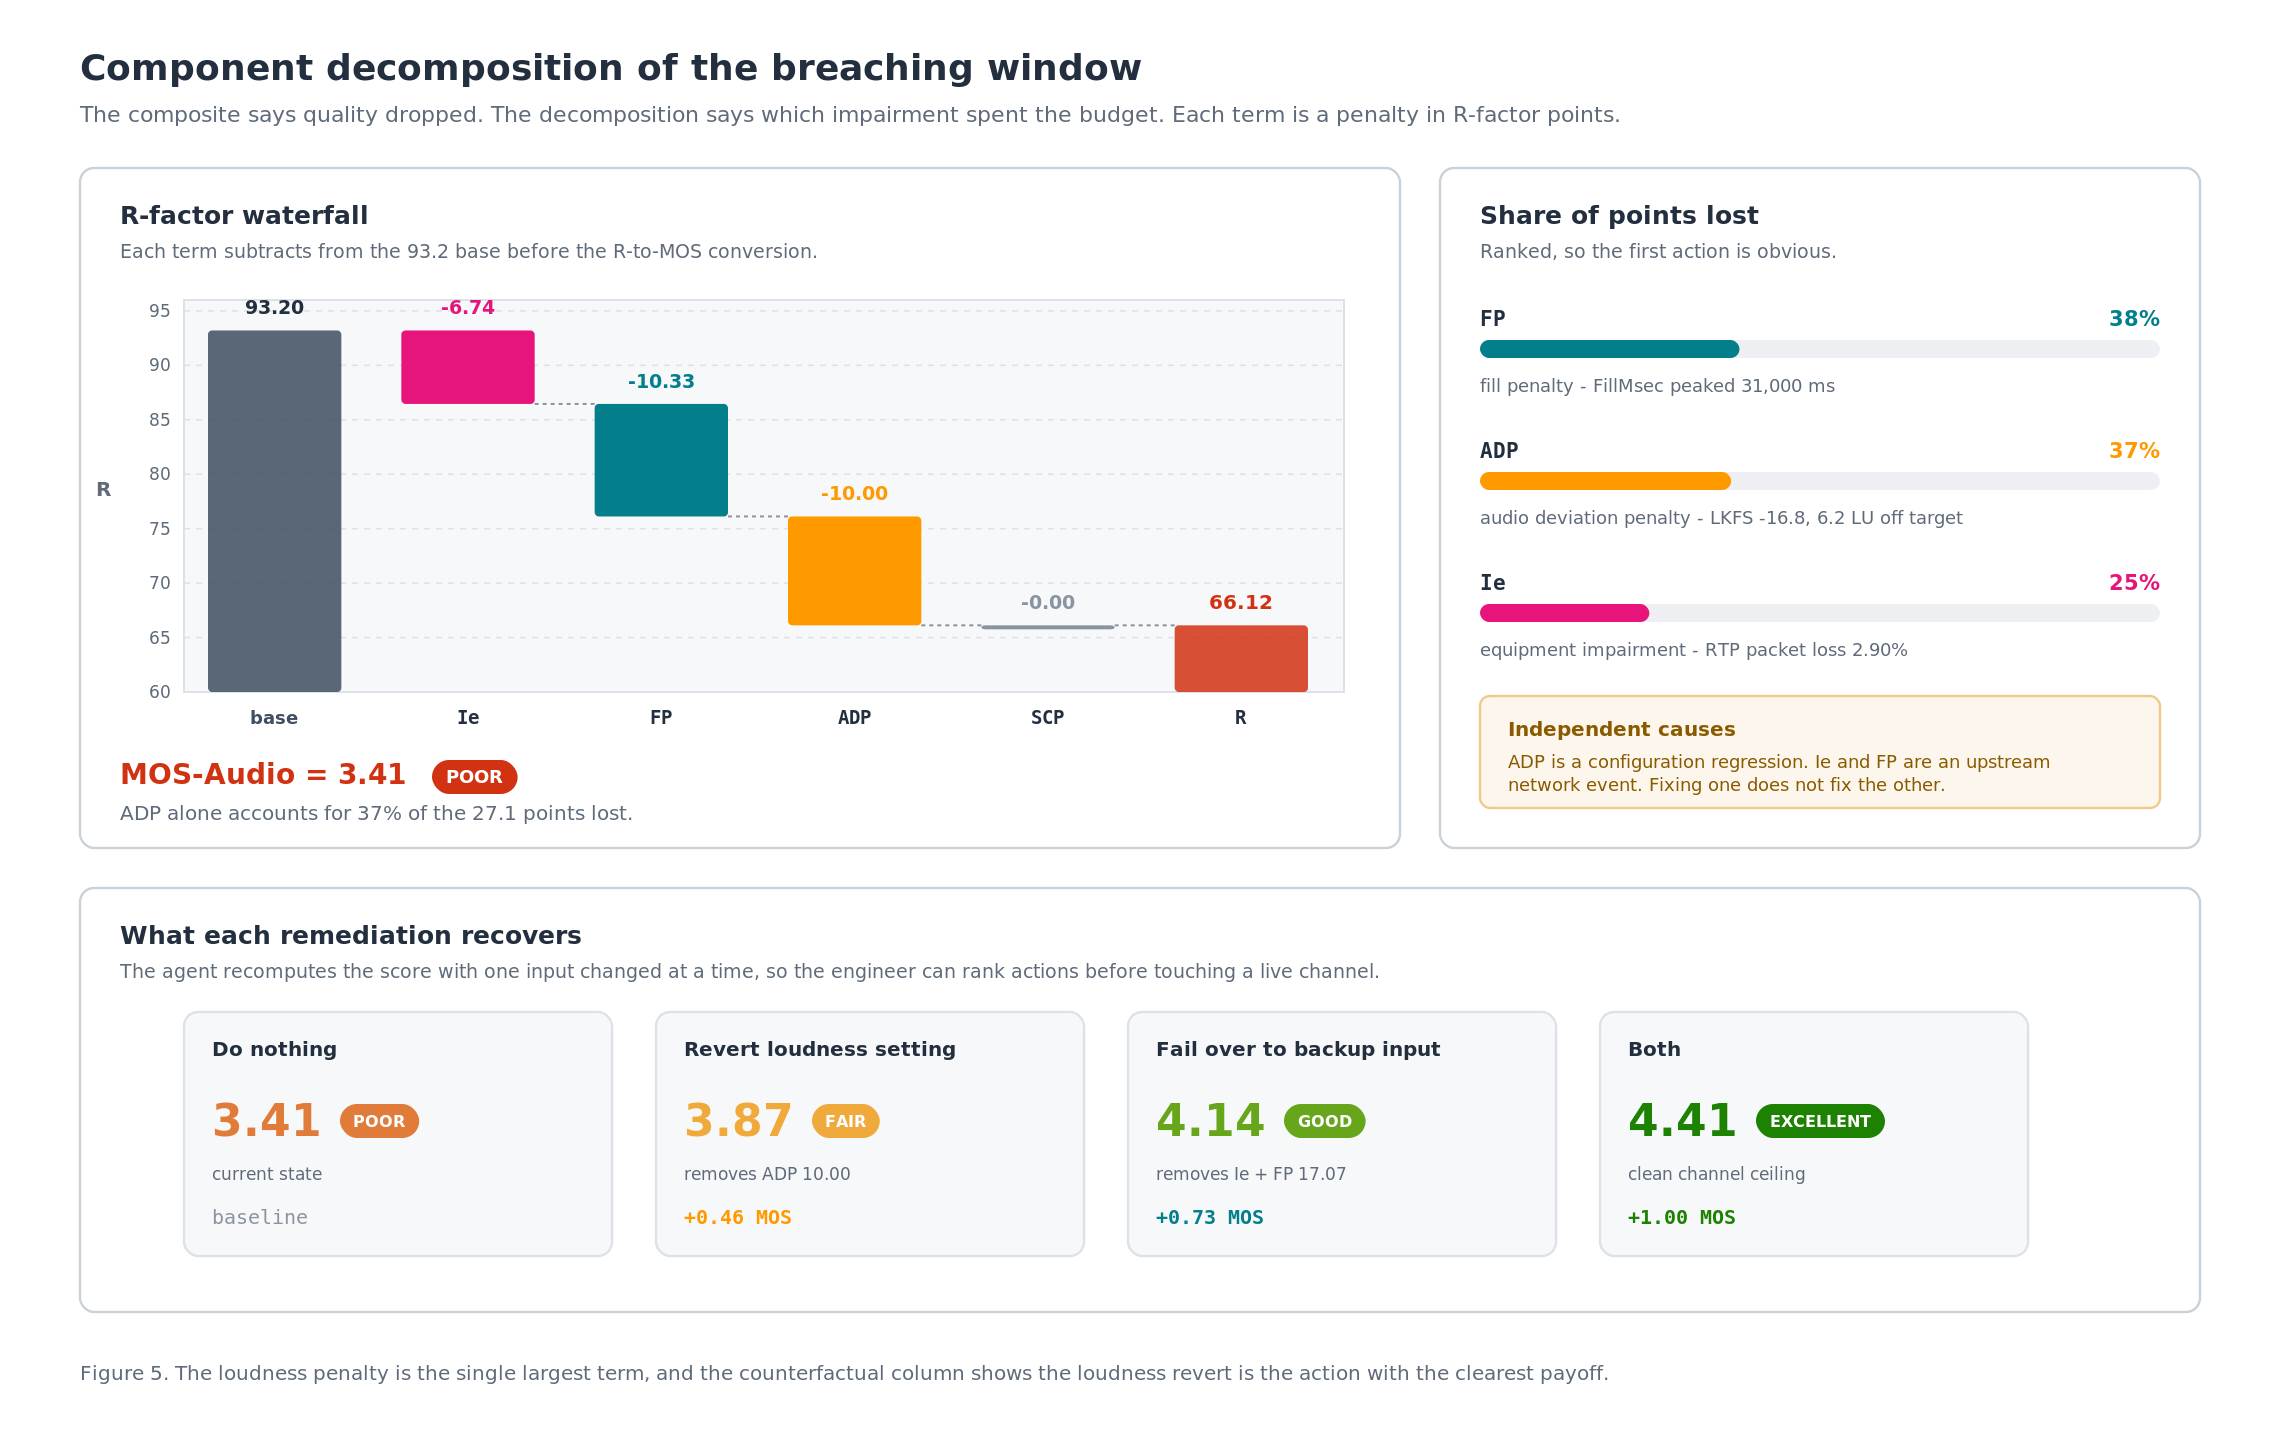 Component decomposition of the breaching window
The composite says quality dropped. The decomposition says which impairment spent the budget. Each term is a penalty in R-factor points.
R-factor waterfall
Each term subtracts from the 93.2 base before the R-to-MOS conversion.
95
90
85
80
75
70
65
60
R
93.20
-6.74
-10.33
-10.00
-0.00
66.12
base
Ie
FP
ADP
SCP
R
MOS-Audio = 3.41
POOR
ADP alone accounts for 37% of the 27.1 points lost.
Share of points lost
Ranked, so the first action is obvious.
FP
38%
fill penalty - FillMsec peaked 31,000 ms
ADP
37%
audio deviation penalty - LKFS -16.8, 6.2 LU off target
Ie
25%
equipment impairment - RTP packet loss 2.90%
Independent causes
ADP is a configuration regression. Ie and FP are an upstream
network event. Fixing one does not fix the other.
What each remediation recovers
The agent recomputes the score with one input changed at a time, so the engineer can rank actions before touching a live channel.
Do nothing
3.41
POOR
current state
baseline
Revert loudness setting
3.87
FAIR
removes ADP 10.00
+0.46 MOS
Fail over to backup input
4.14
GOOD
removes Ie + FP 17.07
+0.73 MOS
Both
4.41
EXCELLENT
clean channel ceiling
+1.00 MOS
Figure 5. The loudness penalty is the single largest term, and the counterfactual column shows the loudness revert is the action with the clearest payoff.